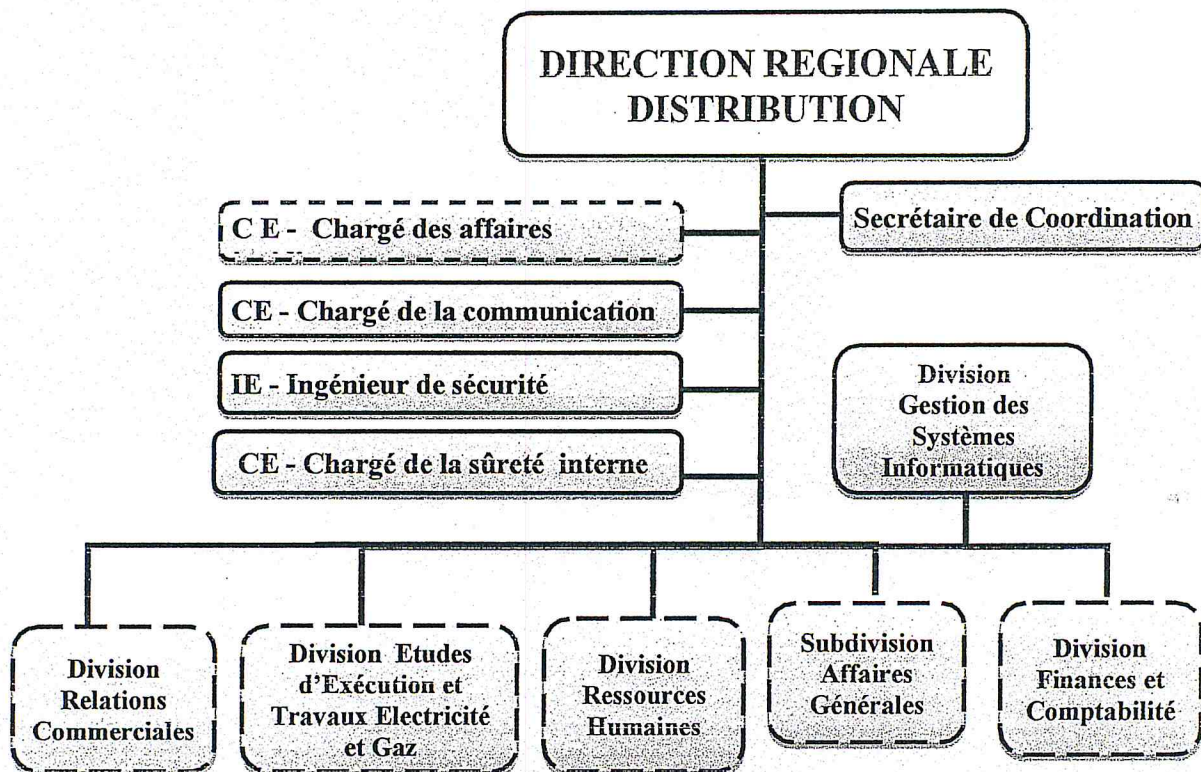 DIRECTION REGIONALE
DISTRIBUTION
C E - Chargé des affaires
Secrétaire de Coordination
CE - Chargé de la communication
IE - Ingénieur de sécurité
CE - Chargé de la sûreté interne
Division
Gestion des
Systèmes
Informatiques
Division
Relations
Commerciales
Division Etudes
d'Exécution et
Travaux Electricité
et Gaz
Division
Ressources
Humaines
Subdivision
Affaires
Générales
Division
Finances et
Comptabilité